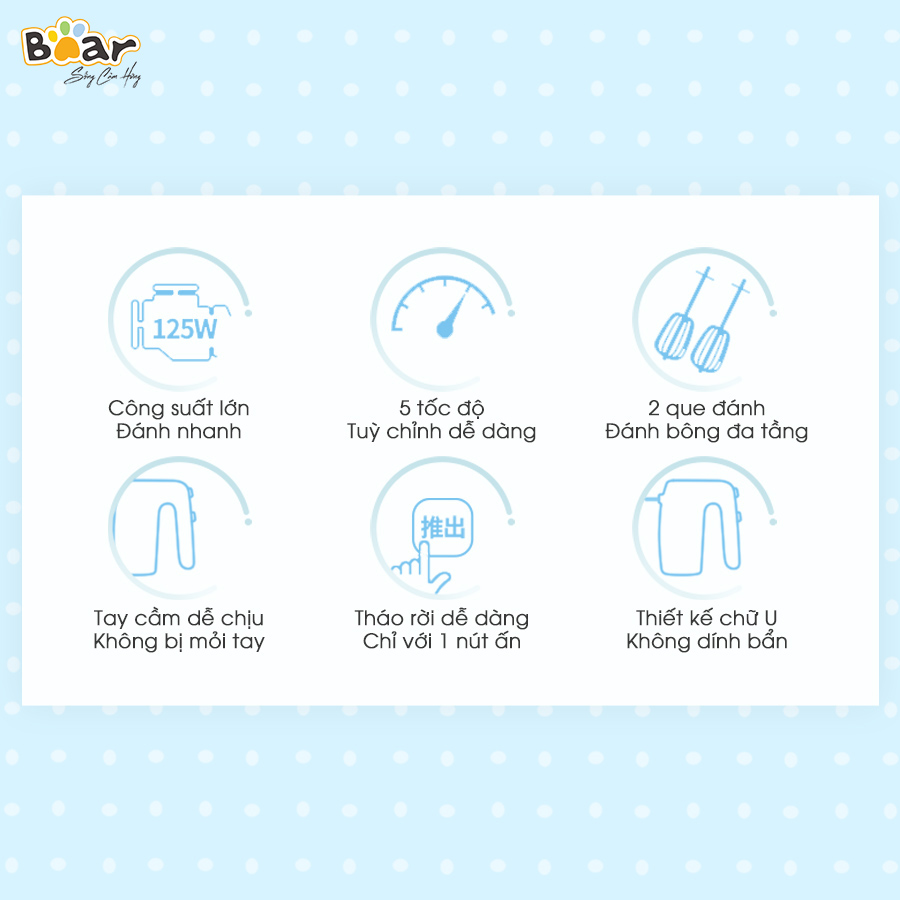 Bear
Sống Cảm Hứng
125W
Công suất lớn
Đánh nhanh
5 tốc độ
Tuỳ chỉnh dễ dàng
2 que đánh
Đánh bông đa tầng
Tay cầm dễ chịu
Không bị mỏi tay
推出
Tháo rời dễ dàng
Chỉ với 1 nút ấn
Thiết kế chữ U
Không dính bẩn